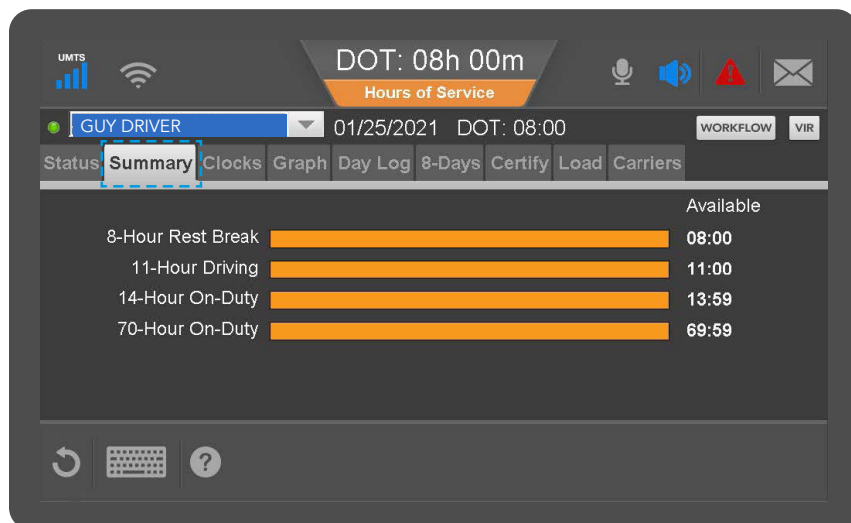 UMTS
DOT: 08h 00m
Hours of Service
GUY DRIVER 01/25/2021 DOT: 08:00 WORKFLOW VIR
Status Summary Clocks Graph Day Log 8-Days Certify Load Carriers
Available
8-Hour Rest Break 08:00
11-Hour Driving 11:00
14-Hour On-Duty 13:59
70-Hour On-Duty 69:59
?